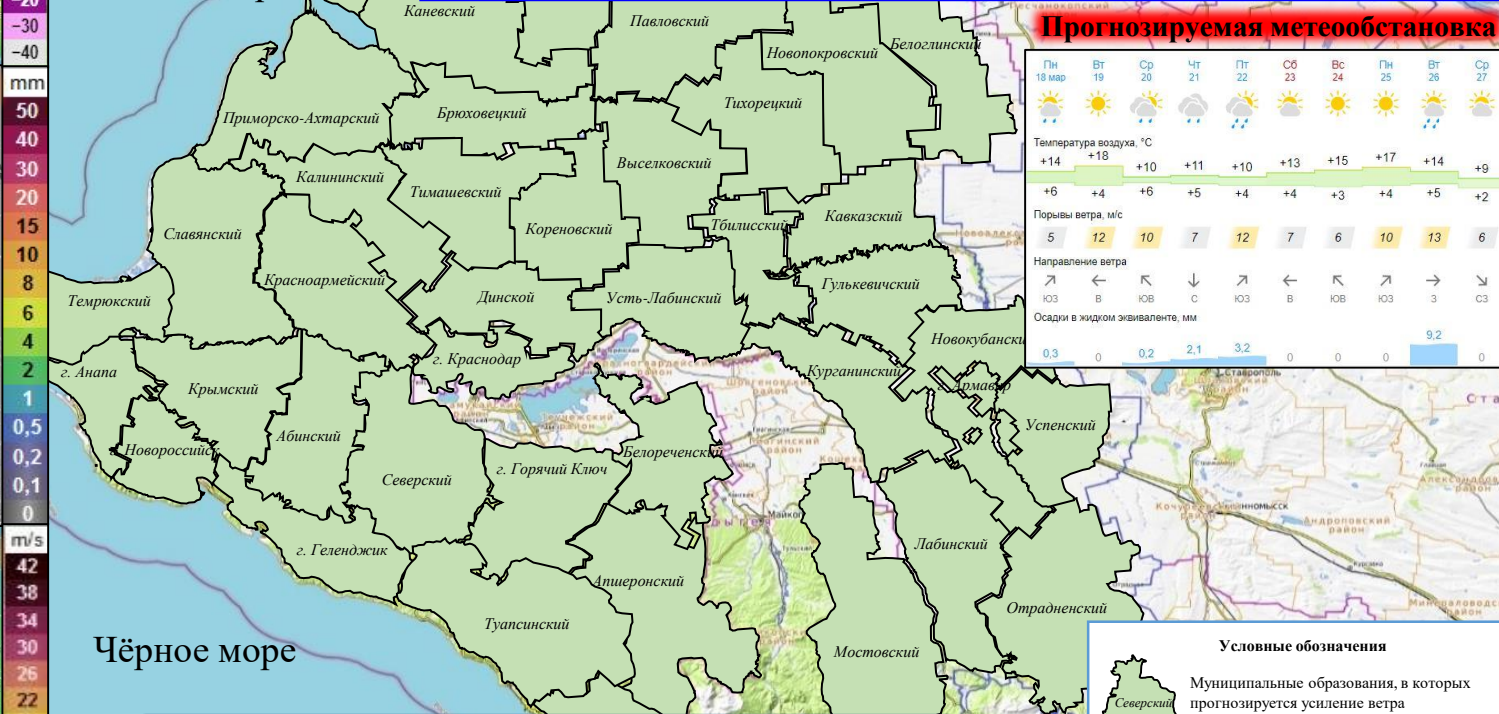 −20
−30
−40
mm
50
40
30
20
15
10
8
6
4
2
1
0,5
0,2
0,1
0
m/s
42
38
34
30
26
22
Каневский
Павловский
Новопокровский
Белоглинский
Приморско-Ахтарский
Брюховецкий
Тихорецкий
Калининский
Тимашевский
Выселковский
Славянский
Кореновский
Тбилисский
Кавказский
Красноармейский
Темрюкский
Динской
Усть-Лабинский
Гулькевичский
г. Краснодар
Новокубански
г. Анапа
Крымский
Курганинский
г. Армавир
Абинский
Успенский
г. Новороссийск
Северский
г. Горячий Ключ
Белореченский
г. Геленджик
Лабинский
Апшеронский
Туапсинский
Отрадненский
Мостовский
Чёрное море
Майкоп
Ставрополь
Прогнозируемая метеообстановка
Пн Вт Ср Чт Пт Сб Вс Пн Вт Ср
18 мар 19 20 21 22 23 24 25 26 27
Температура воздуха, °C
+14 +18 +10 +11 +10 +13 +15 +17 +14 +9
+6 +4 +6 +5 +4 +4 +3 +4 +5 +2
Порывы ветра, м/с
5 12 10 7 12 7 6 10 13 6
Направление ветра
ЮЗ В ЮВ С ЮЗ В ЮВ ЮЗ З СЗ
Осадки в жидком эквиваленте, мм
0,3 0 0,2 2,1 3,2 0 0 0 9,2 0
Условные обозначения
Северский
Муниципальные образования, в которых
прогнозируется усиление ветра